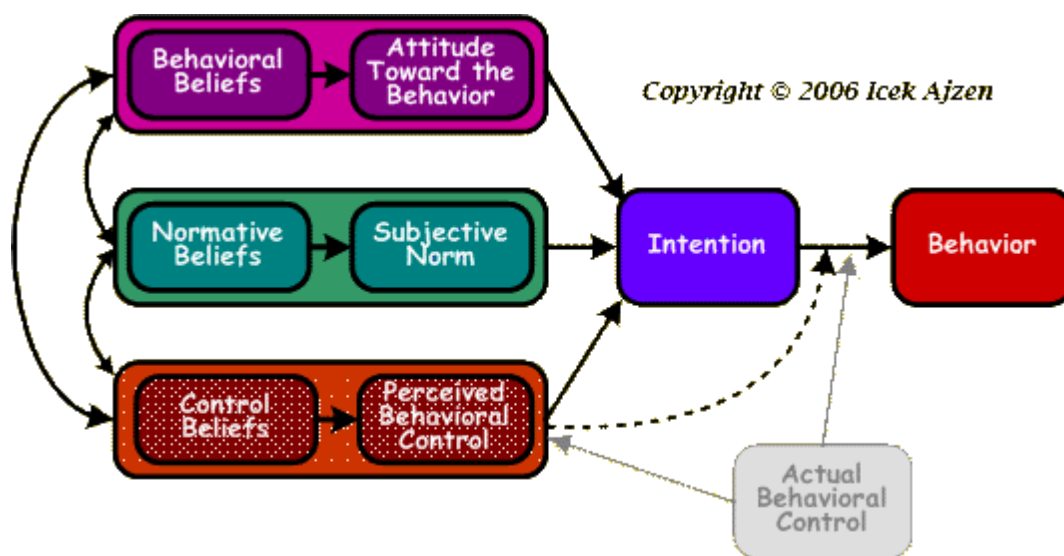 Behavioral
Beliefs
Attitude
Toward the
Behavior
Copyright © 2006 Icek Ajzen
Normative
Beliefs
Subjective
Norm
Intention
Behavior
Control
Beliefs
Perceived
Behavioral
Control
Actual
Behavioral
Control